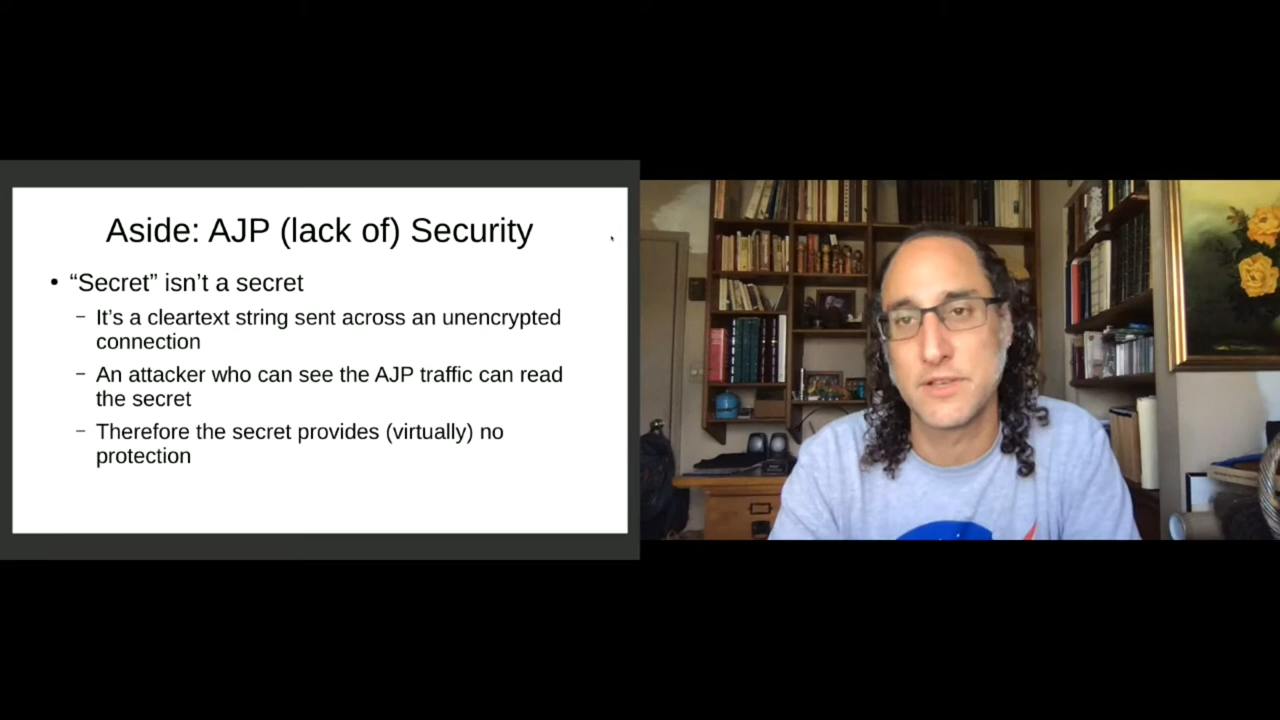 Aside: AJP (lack of) Security
• “Secret” isn’t a secret
– It’s a cleartext string sent across an unencrypted
connection
– An attacker who can see the AJP traffic can read
the secret
– Therefore the secret provides (virtually) no
protection